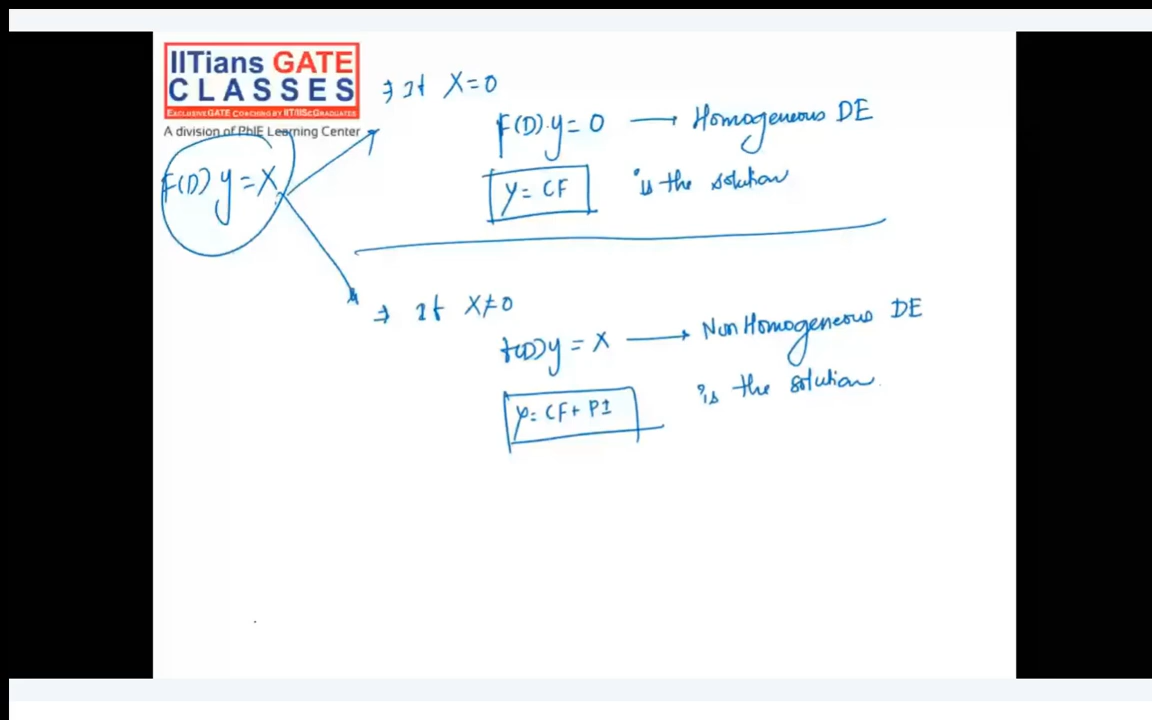 IITians GATE
CLASSES
EXCLUSIVE GATE COACHING BY IIT/IISC GRADUATES
A division of PhIE Learning Center
F(D) y = X
⇒ If X=0
F(D).y = 0 → Homogeneous DE
y = CF is the solution
⇒ If X≠0
f(D)y = X → Non Homogeneous DE
y = CF + PI is the solution.